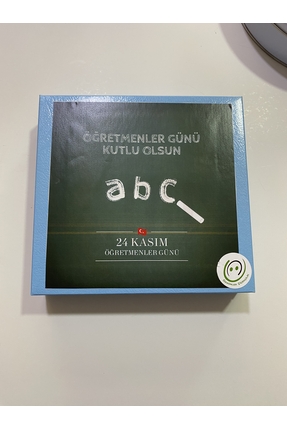 ÖĞRETMENLER GÜNÜ
KUTLU OLSUN
abc
24 KASIM
ÖĞRETMENLER GÜNÜ